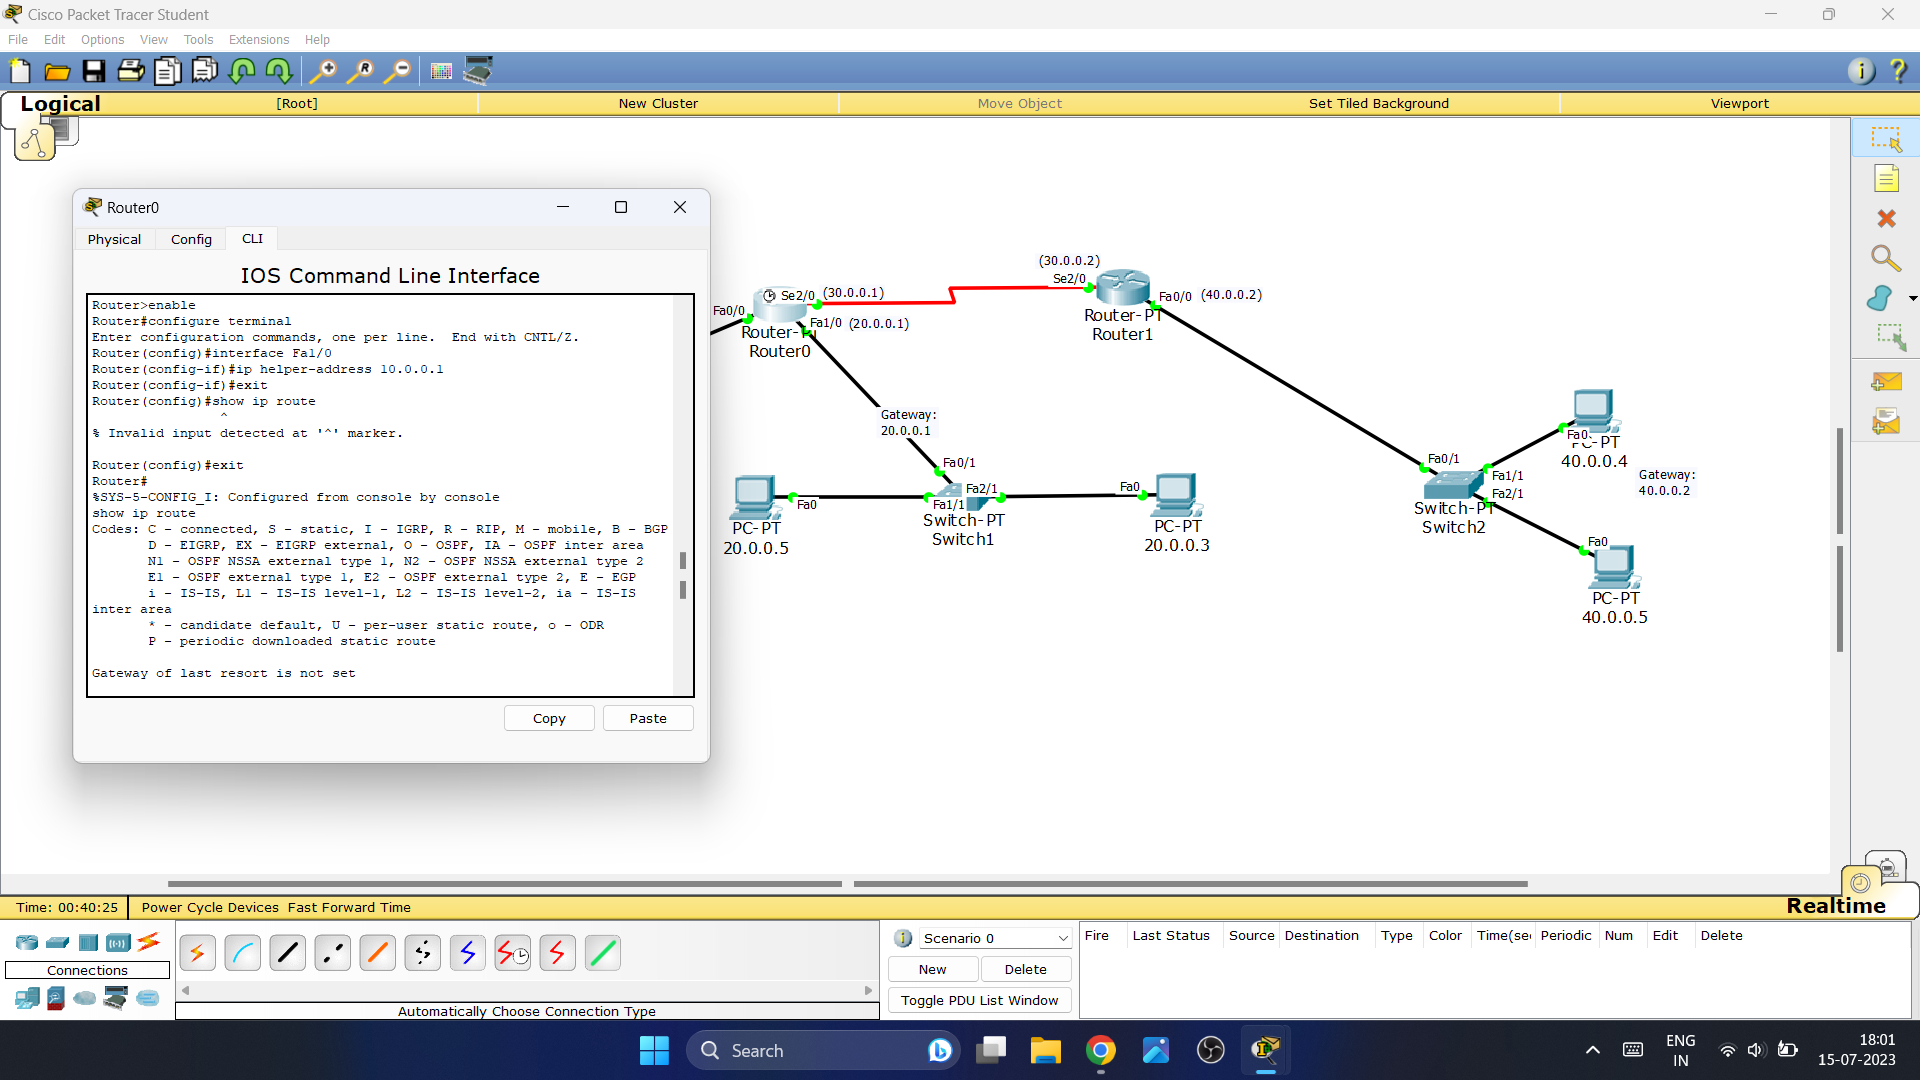 Cisco Packet Tracer Student
File Edit Options View Tools Extensions Help
Logical [Root] New Cluster Move Object Set Tiled Background Viewport
Router0
Physical Config CLI
IOS Command Line Interface
Router>enable
Router#configure terminal
Enter configuration commands, one per line.  End with CNTL/Z.
Router(config)#interface Fa1/0
Router(config-if)#ip helper-address 10.0.0.1
Router(config-if)#exit
Router(config)#show ip route
^
% Invalid input detected at '^' marker.
Router(config)#exit
Router#
%SYS-5-CONFIG_I: Configured from console by console
show ip route
Codes: C - connected, S - static, I - IGRP, R - RIP, M - mobile, B - BGP
D - EIGRP, EX - EIGRP external, O - OSPF, IA - OSPF inter area
N1 - OSPF NSSA external type 1, N2 - OSPF NSSA external type 2
E1 - OSPF external type 1, E2 - OSPF external type 2, E - EGP
i - IS-IS, L1 - IS-IS level-1, L2 - IS-IS level-2, ia - IS-IS
inter area
* - candidate default, U - per-user static route, o - ODR
P - periodic downloaded static route
Gateway of last resort is not set
Copy Paste
(30.0.0.2)
Se2/0
Fa0/0 (40.0.0.2)
Router-PT
Router1
Se2/0 (30.0.0.1)
Fa0/0
Fa1/0 (20.0.0.1)
Router-PT
Router0
Gateway:
20.0.0.1
Fa0/1
Fa2/1
Fa1/1
Switch-PT
Switch1
Fa0
PC-PT
20.0.0.5
Fa0
PC-PT
20.0.0.3
Fa0/1
Fa1/1
Fa2/1
Switch-PT
Switch2
Fa0
PC-PT
40.0.0.4
Gateway:
40.0.0.2
Fa0
PC-PT
40.0.0.5
Time: 00:40:25 Power Cycle Devices Fast Forward Time Realtime
Connections
Automatically Choose Connection Type
Scenario 0
New Delete
Toggle PDU List Window
Fire Last Status Source Destination Type Color Time(sec Periodic Num Edit Delete
Search
ENG
IN
18:01
15-07-2023